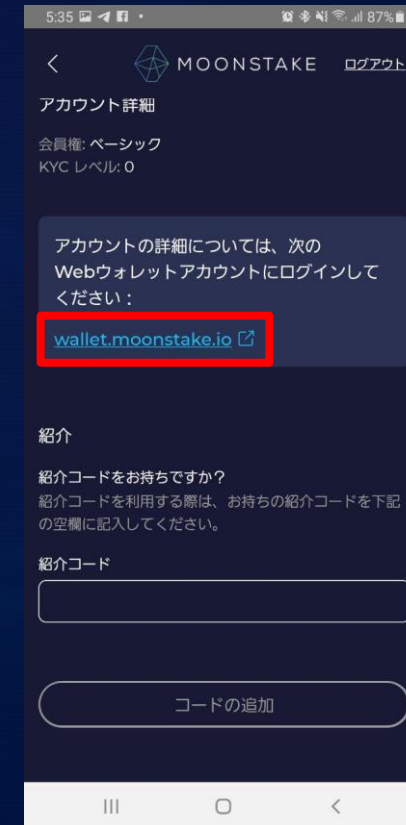 5:35
87%
MOONSTAKE ログアウト
アカウント詳細
会員権: ベーシック
KYC レベル: 0
アカウントの詳細については、次の
Webウォレットアカウントにログインして
ください：
wallet.moonstake.io
紹介
紹介コードをお持ちですか？
紹介コードを利用する際は、お持ちの紹介コードを下記
の空欄に記入してください。
紹介コード
コードの追加